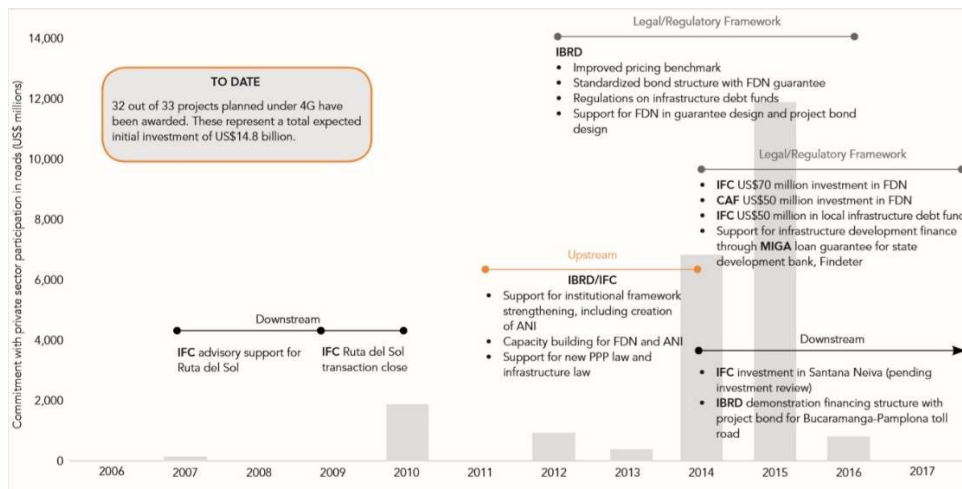 Commitment with private sector participation in roads (US$ millions)
14,000
12,000
10,000
8,000
6,000
4,000
2,000
0
TO DATE
32 out of 33 projects planned under 4G have
been awarded. These represent a total expected
initial investment of US$14.8 billion.
Legal/Regulatory Framework
IBRD
• Improved pricing benchmark
• Standardized bond structure with FDN guarantee
• Regulations on infrastructure debt funds
• Support for FDN in guarantee design and project bond
design
Legal/Regulatory Framework
• IFC US$70 million investment in FDN
• CAF US$50 million investment in FDN
• IFC US$50 million in local infrastructure debt fund
• Support for infrastructure development finance
through MIGA loan guarantee for state
development bank, Findeter
Upstream
IBRD/IFC
• Support for institutional framework
strengthening, including creation
of ANI
• Capacity building for FDN and ANI
• Support for new PPP law and
infrastructure law
Downstream
IFC advisory support for
Ruta del Sol
IFC Ruta del Sol
transaction close
Downstream
• IFC investment in Santana Neiva (pending
investment review)
• IBRD demonstration financing structure with
project bond for Bucaramanga-Pamplona toll
road
2006 2007 2008 2009 2010 2011 2012 2013 2014 2015 2016 2017